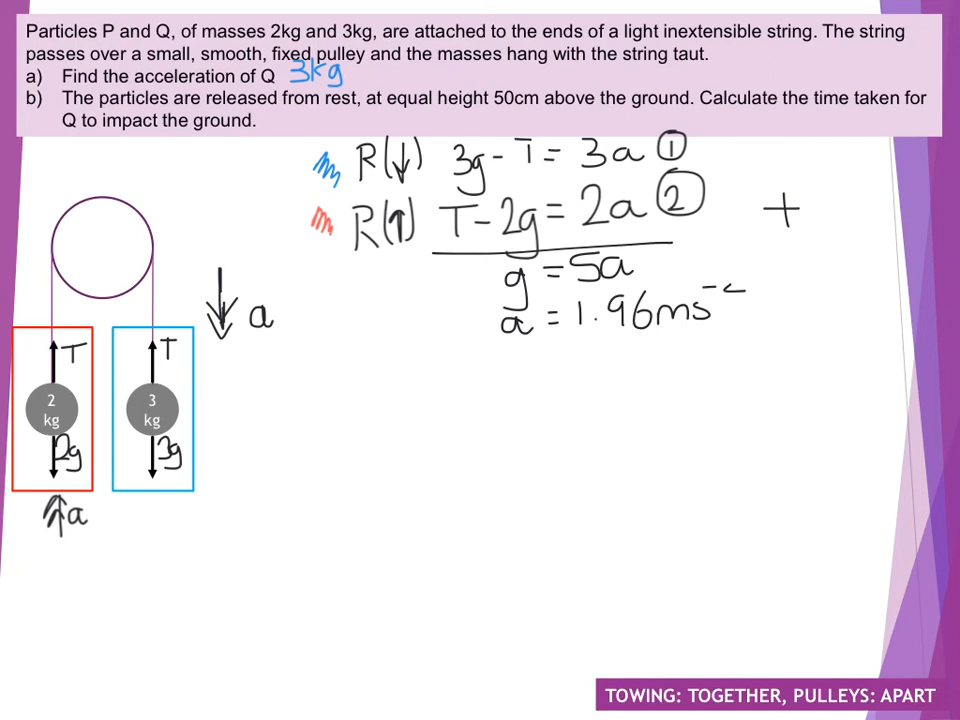 Particles P and Q, of masses 2kg and 3kg, are attached to the ends of a light inextensible string. The string
passes over a small, smooth, fixed pulley and the masses hang with the string taut.
a) Find the acceleration of Q 3kg
b) The particles are released from rest, at equal height 50cm above the ground. Calculate the time taken for
Q to impact the ground.
R(↓) 3g - T = 3a ①
R(↑) T - 2g = 2a ② +
g = 5a
a = 1.96ms⁻²
↓ a
T T
2 kg
3 kg
2g 3g
↑a
TOWING: TOGETHER, PULLEYS: APART